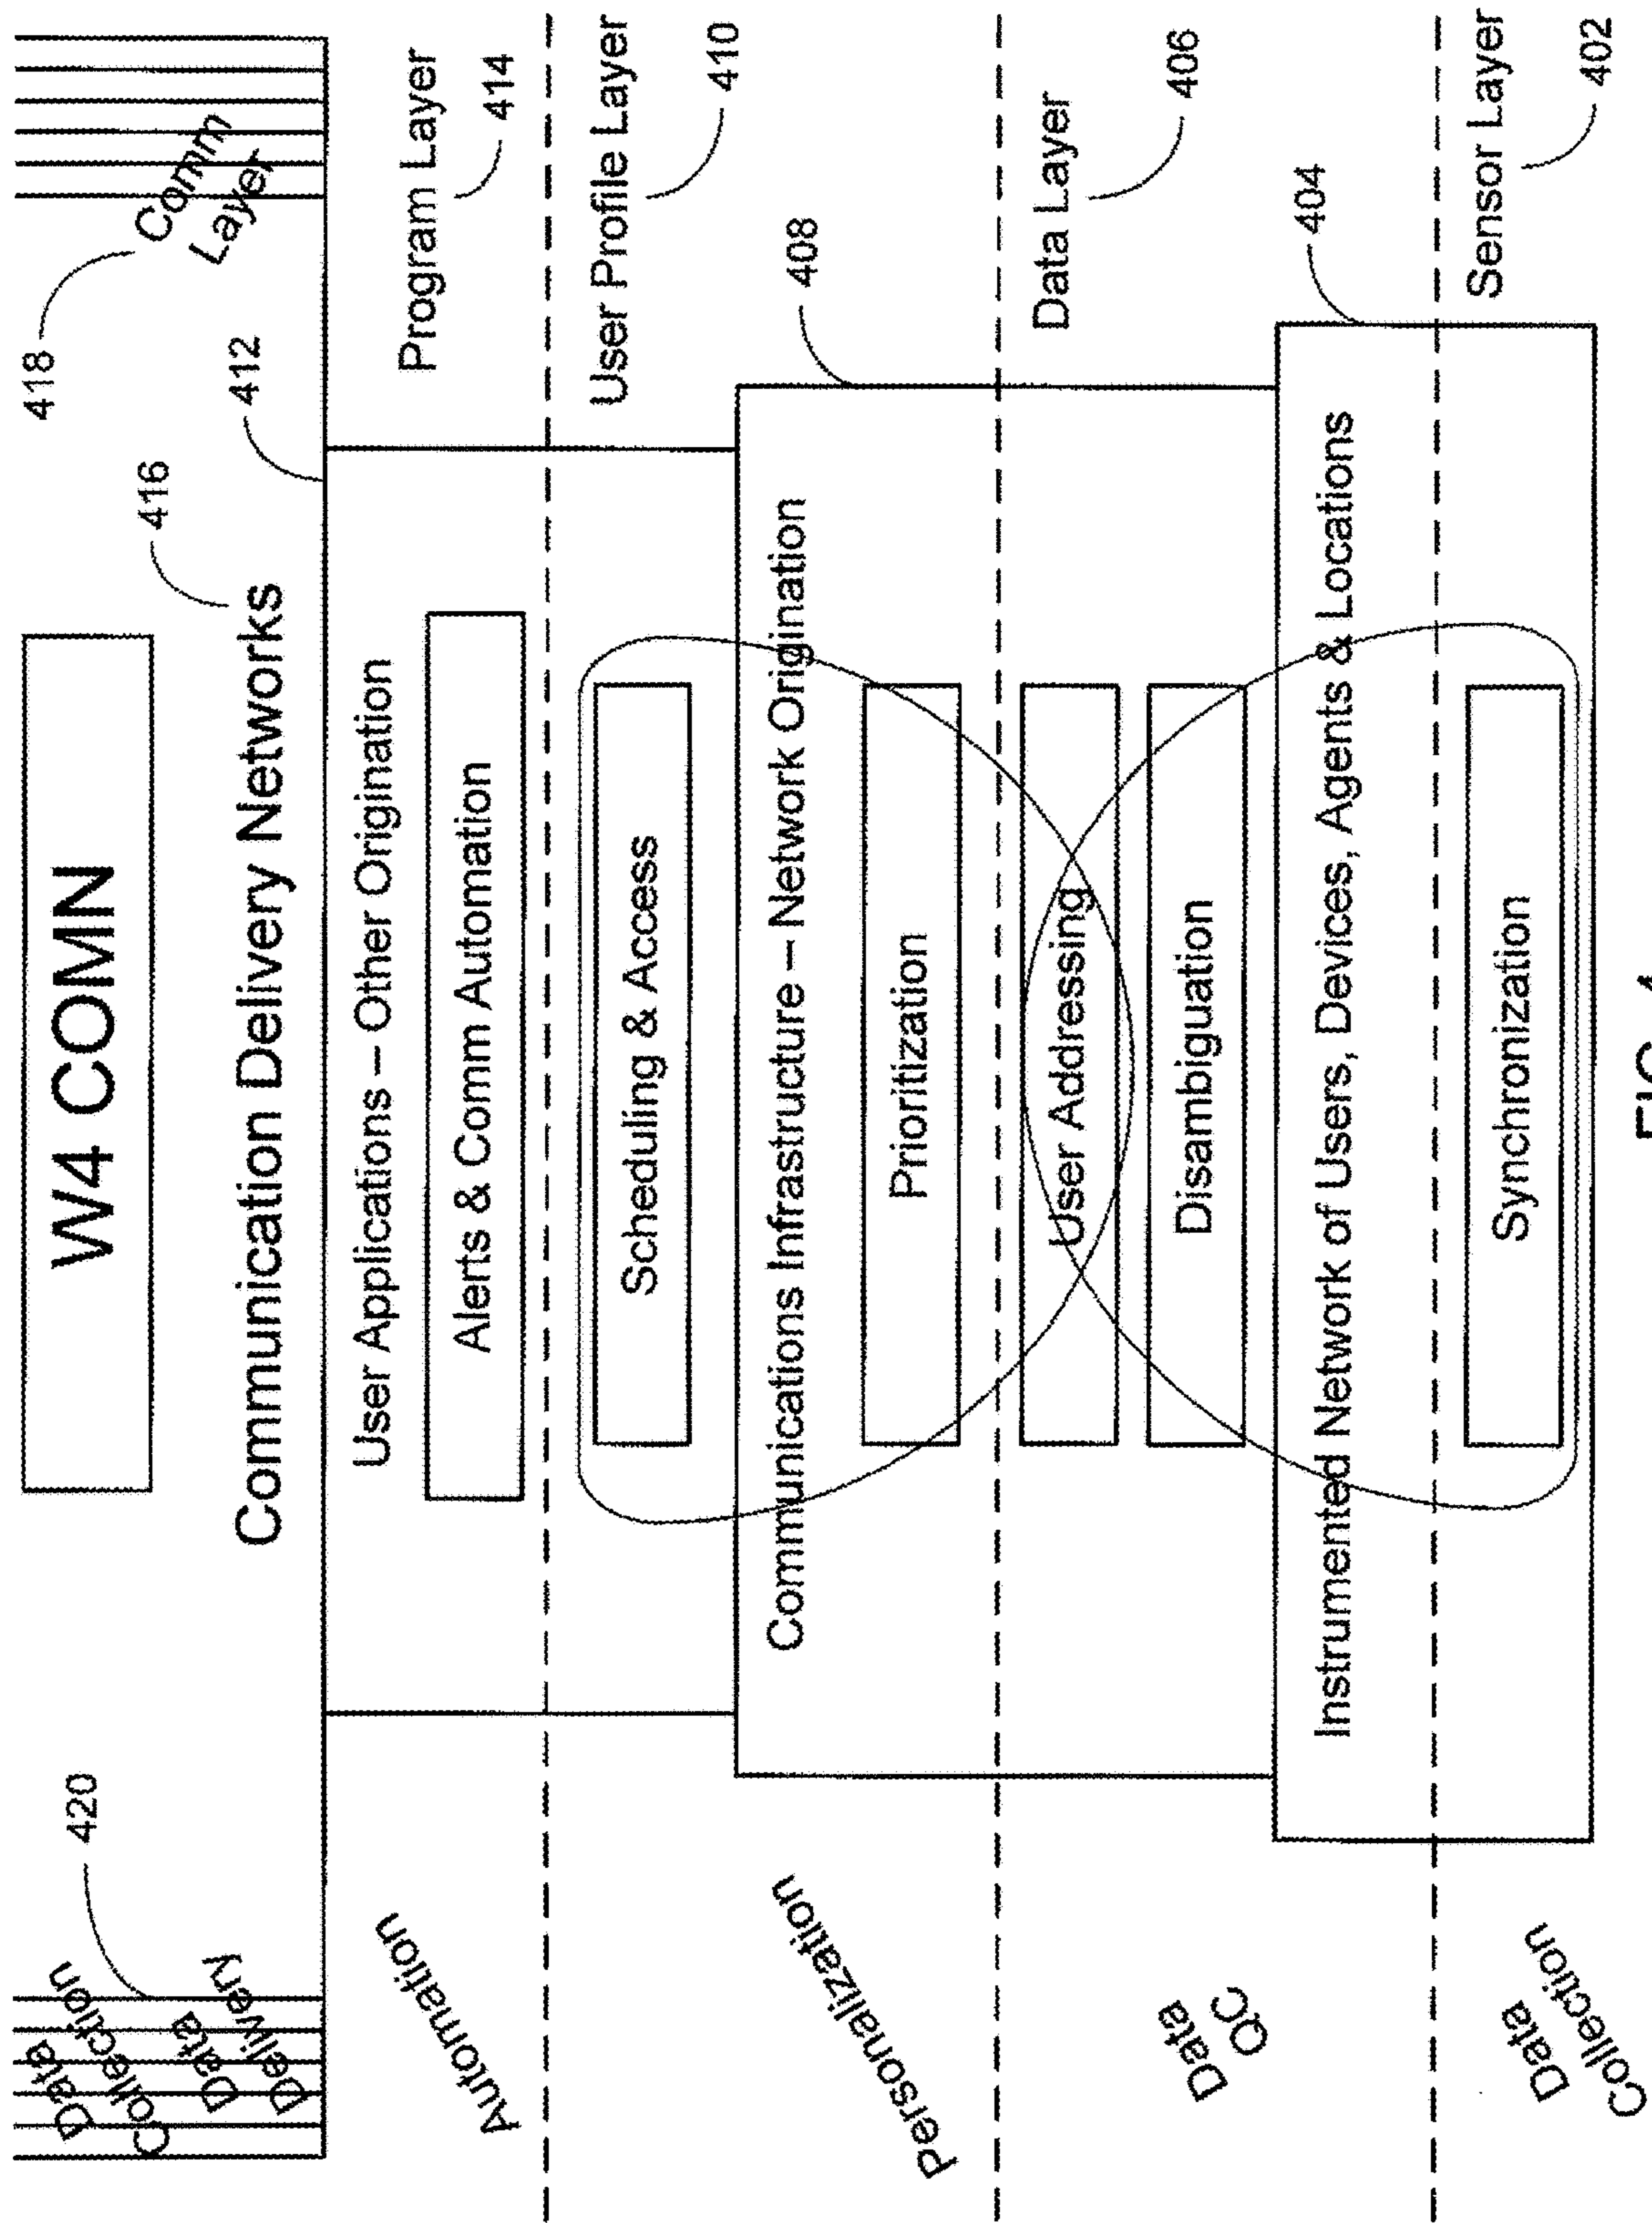 W4 COMN
418
Comm
Layer
420
Data
Collection
Data
Delivery
416
Communication Delivery Networks
412
User Applications – Other Origination
Program Layer
414
Automation
Alerts & Comm Automation
User Profile Layer
410
Scheduling & Access
408
Communications Infrastructure – Network Origination
Personalization
Prioritization
Data Layer
406
User Addressing
Data
QC
Disambiguation
404
Instrumented Network of Users, Devices, Agents & Locations
Sensor Layer
402
Data
Collection
Synchronization